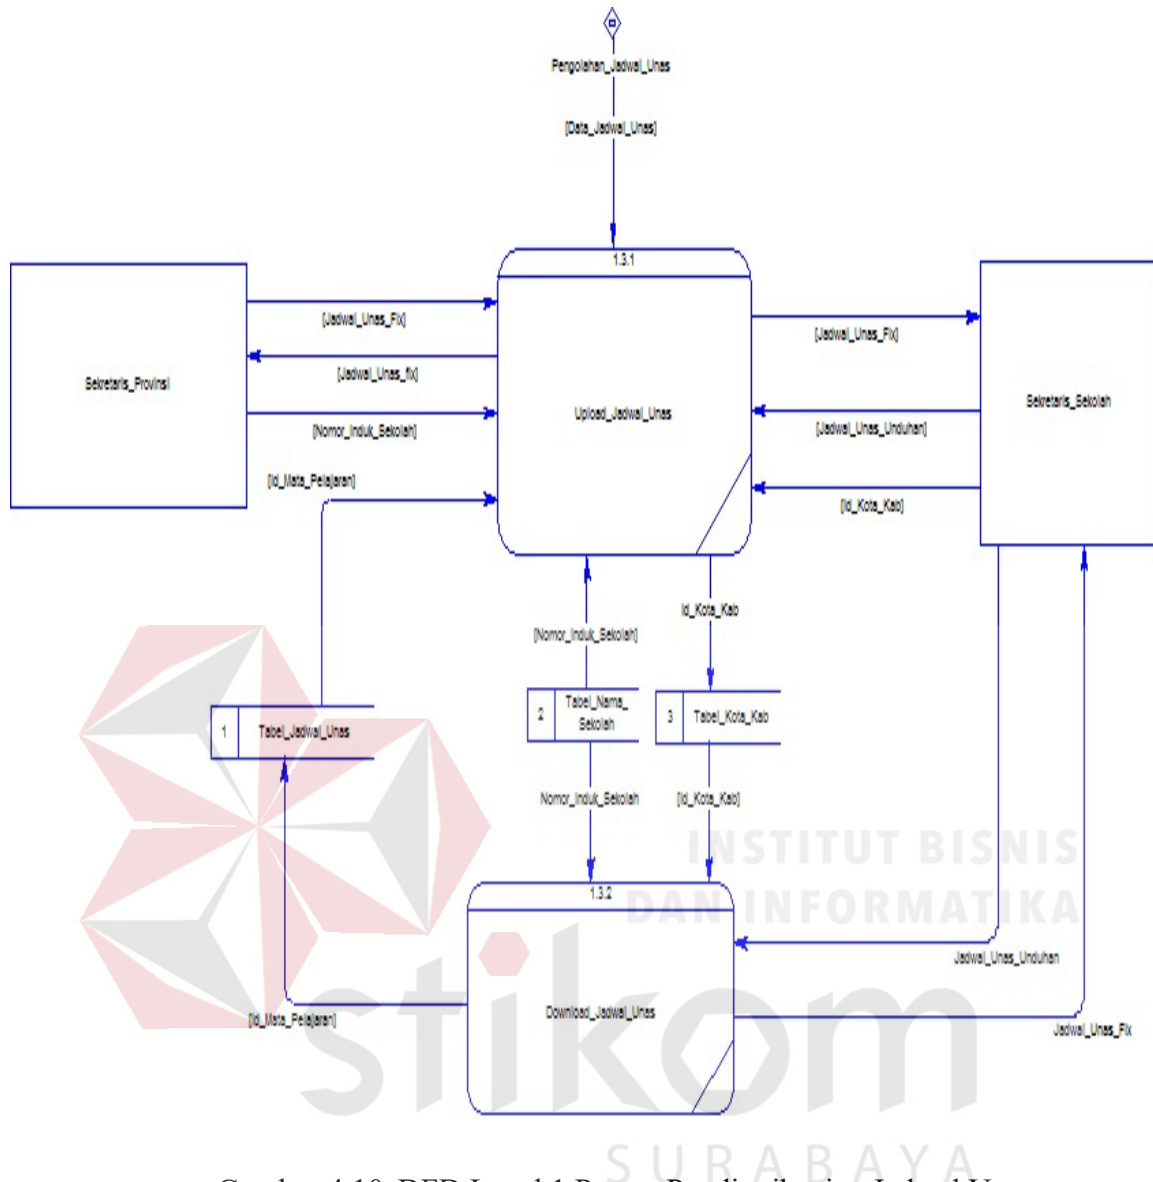 Pengolahan_Jadwal_Unas
[Data_Jadwal_Unas]
1.3.1
[Jadwal_Unas_Fix]
[Jadwal_Unas_Fix]
[Jadwal_Unas_fix]
Sekretaris_Provinsi
Upload_Jadwal_Unas
Sekretaris_Sekolah
[Nomor_Induk_Sekolah]
[Jadwal_Unas_Unduhan]
[Id_Mata_Pelajaran]
[Id_Kota_Kab]
Id_Kota_Kab
[Nomor_Induk_Sekolah]
1 Tabel_Jadwal_Unas
2 Tabel_Nama_
Sekolah
3 Tabel_Kota_Kab
Nomor_Induk_Sekolah
[Id_Kota_Kab]
INSTITUT BISNIS
DAN INFORMATIKA
1.3.2
Jadwal_Unas_Unduhan
[Id_Mata_Pelajaran]
Download_Jadwal_Unas
Jadwal_Unas_Fix
stikom
SURABAYA